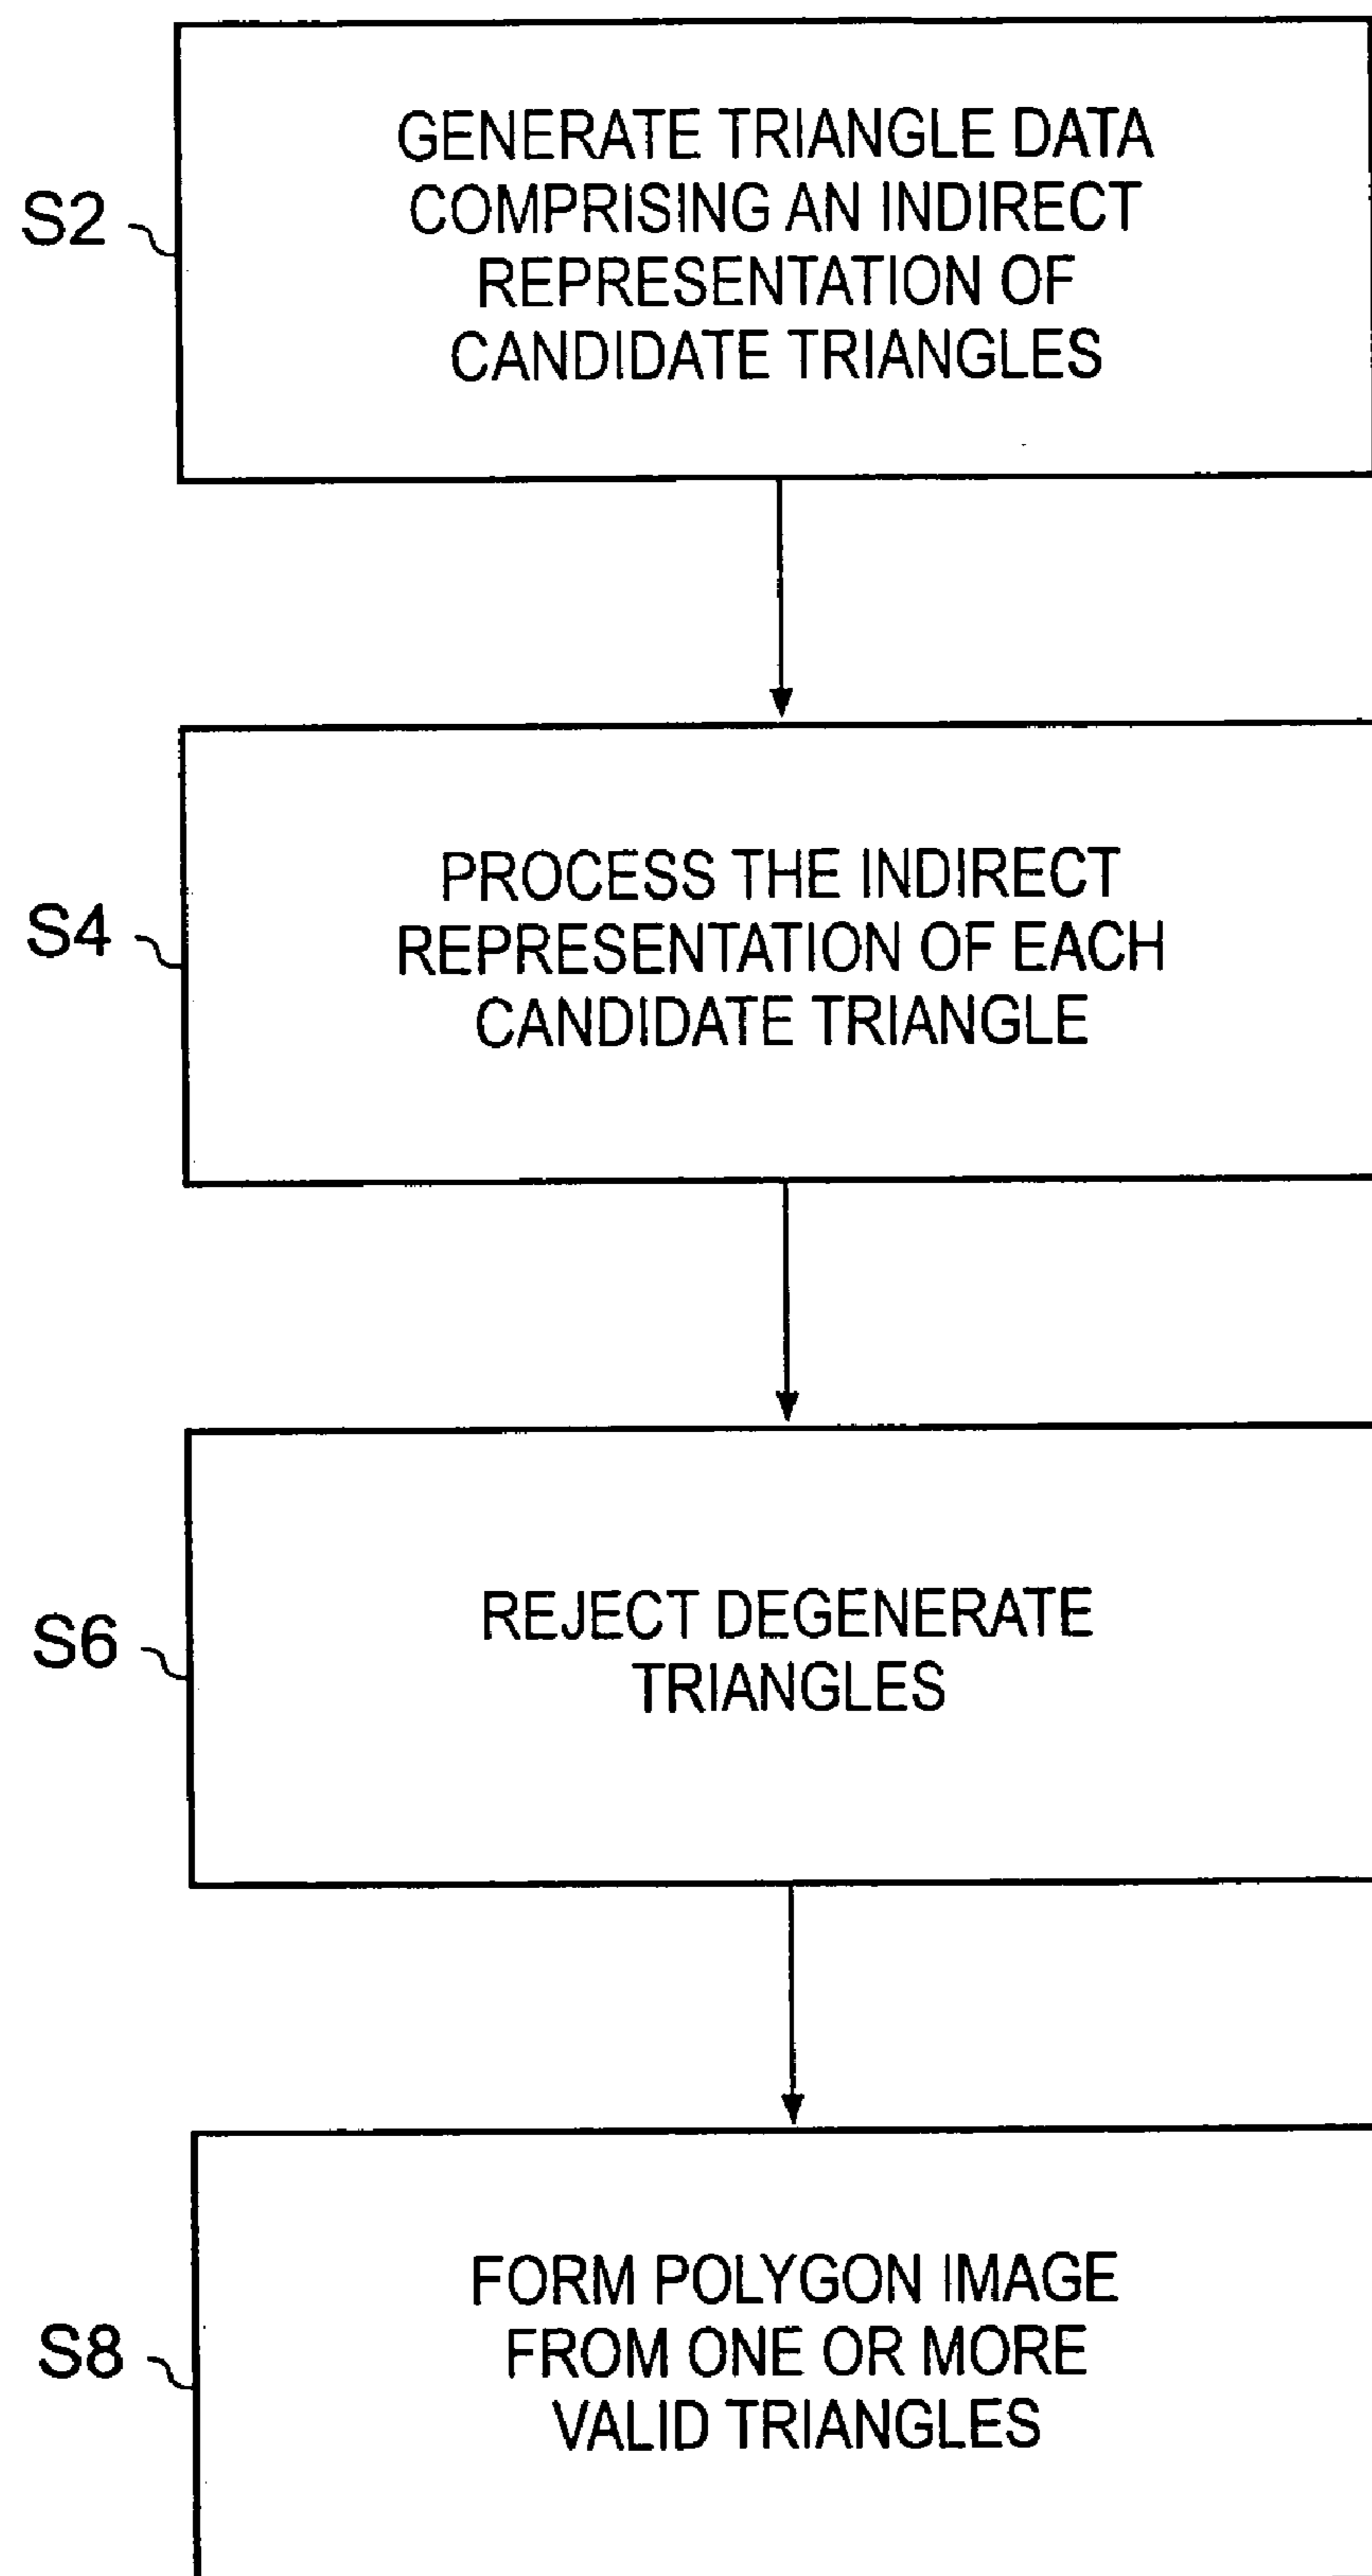 GENERATE TRIANGLE DATA
COMPRISING AN INDIRECT
REPRESENTATION OF
CANDIDATE TRIANGLES
S2
PROCESS THE INDIRECT
REPRESENTATION OF EACH
CANDIDATE TRIANGLE
S4
REJECT DEGENERATE
TRIANGLES
S6
FORM POLYGON IMAGE
FROM ONE OR MORE
VALID TRIANGLES
S8